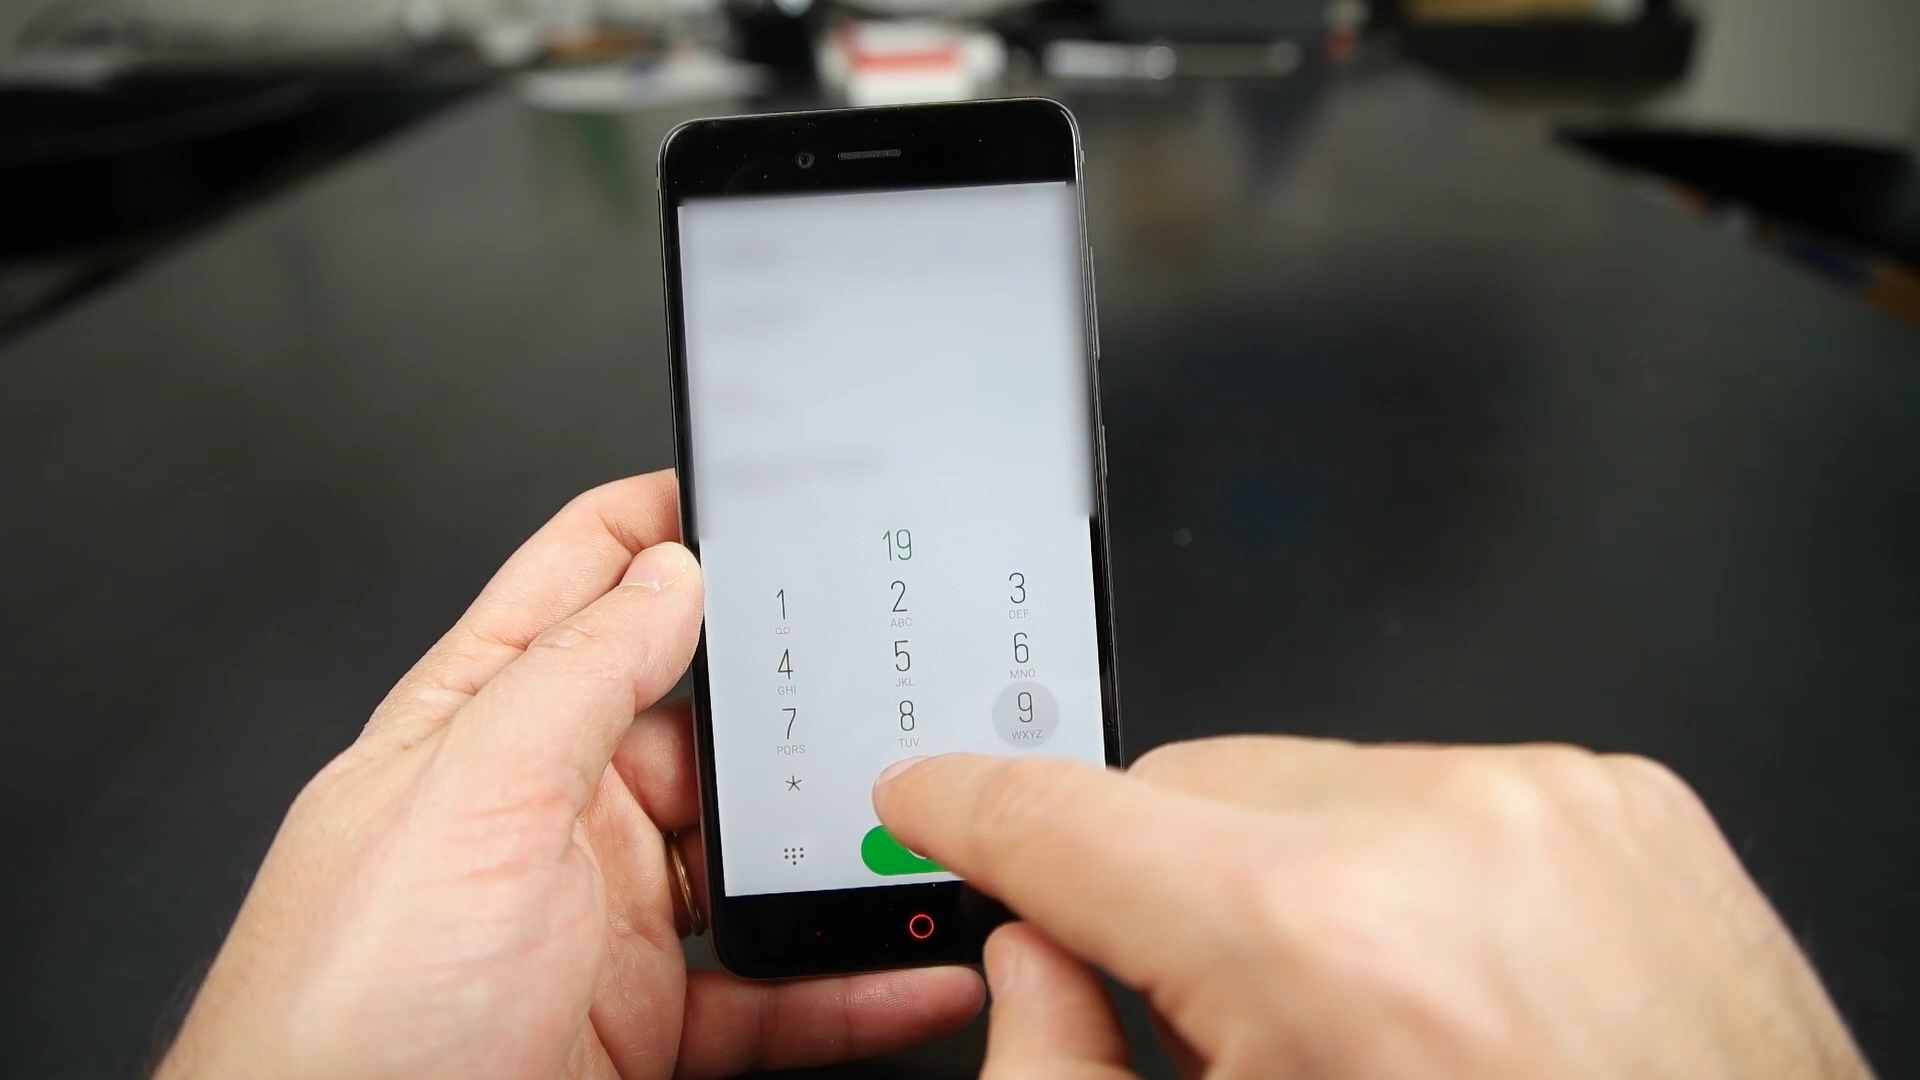 19
1 2 3
ABC DEF
4 5 6
GHI JKL MNO
7 8 9
PQRS TUV WXYZ
*